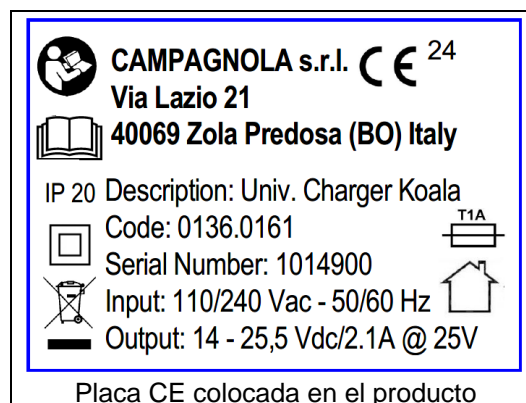 CAMPAGNOLA s.r.l. CE 24
Via Lazio 21
40069 Zola Predosa (BO) Italy
IP 20 Description: Univ. Charger Koala
Code: 0136.0161
T1A
Serial Number: 1014900
Input: 110/240 Vac - 50/60 Hz
Output: 14 - 25,5 Vdc/2.1A @ 25V
Placa CE colocada en el producto